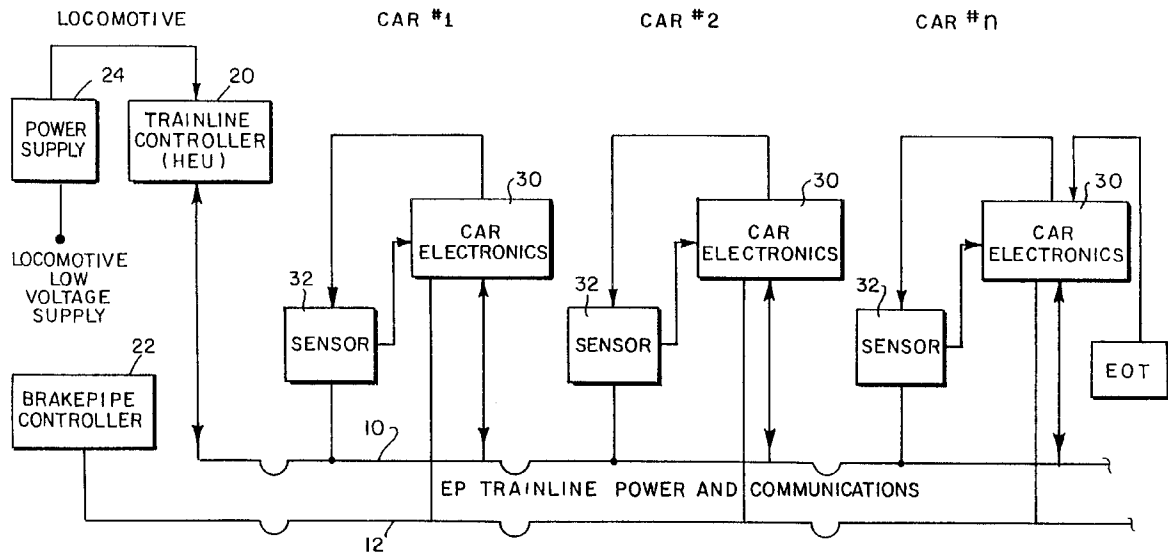 LOCOMOTIVE
CAR #1
CAR #2
CAR #n
24
20
POWER
SUPPLY
TRAINLINE
CONTROLLER
(HEU)
30
CAR
ELECTRONICS
30
CAR
ELECTRONICS
30
CAR
ELECTRONICS
LOCOMOTIVE
LOW
VOLTAGE
SUPPLY
32
SENSOR
32
SENSOR
32
SENSOR
EOT
22
BRAKEPIPE
CONTROLLER
10
EP TRAINLINE POWER AND COMMUNICATIONS
12